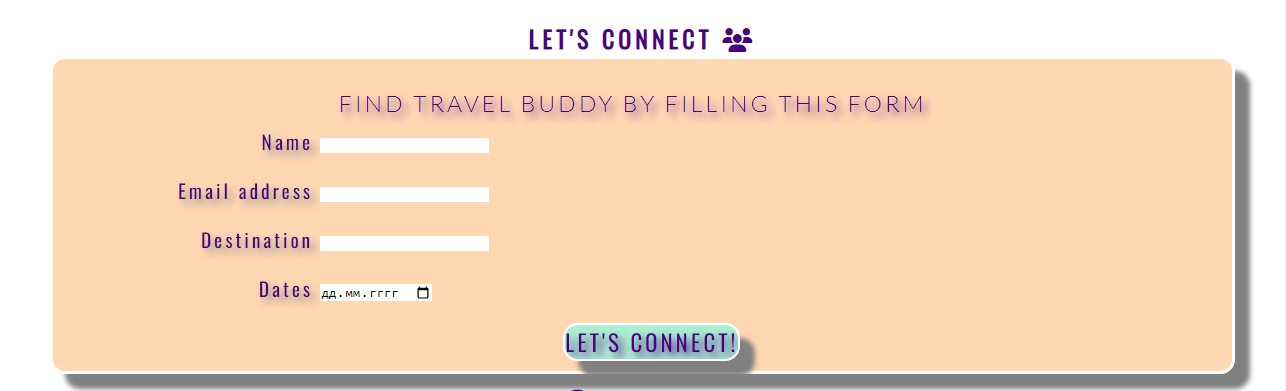 LET'S CONNECT
FIND TRAVEL BUDDY BY FILLING THIS FORM
Name
Email address
Destination
Dates дд.мм.гггг
LET'S CONNECT!